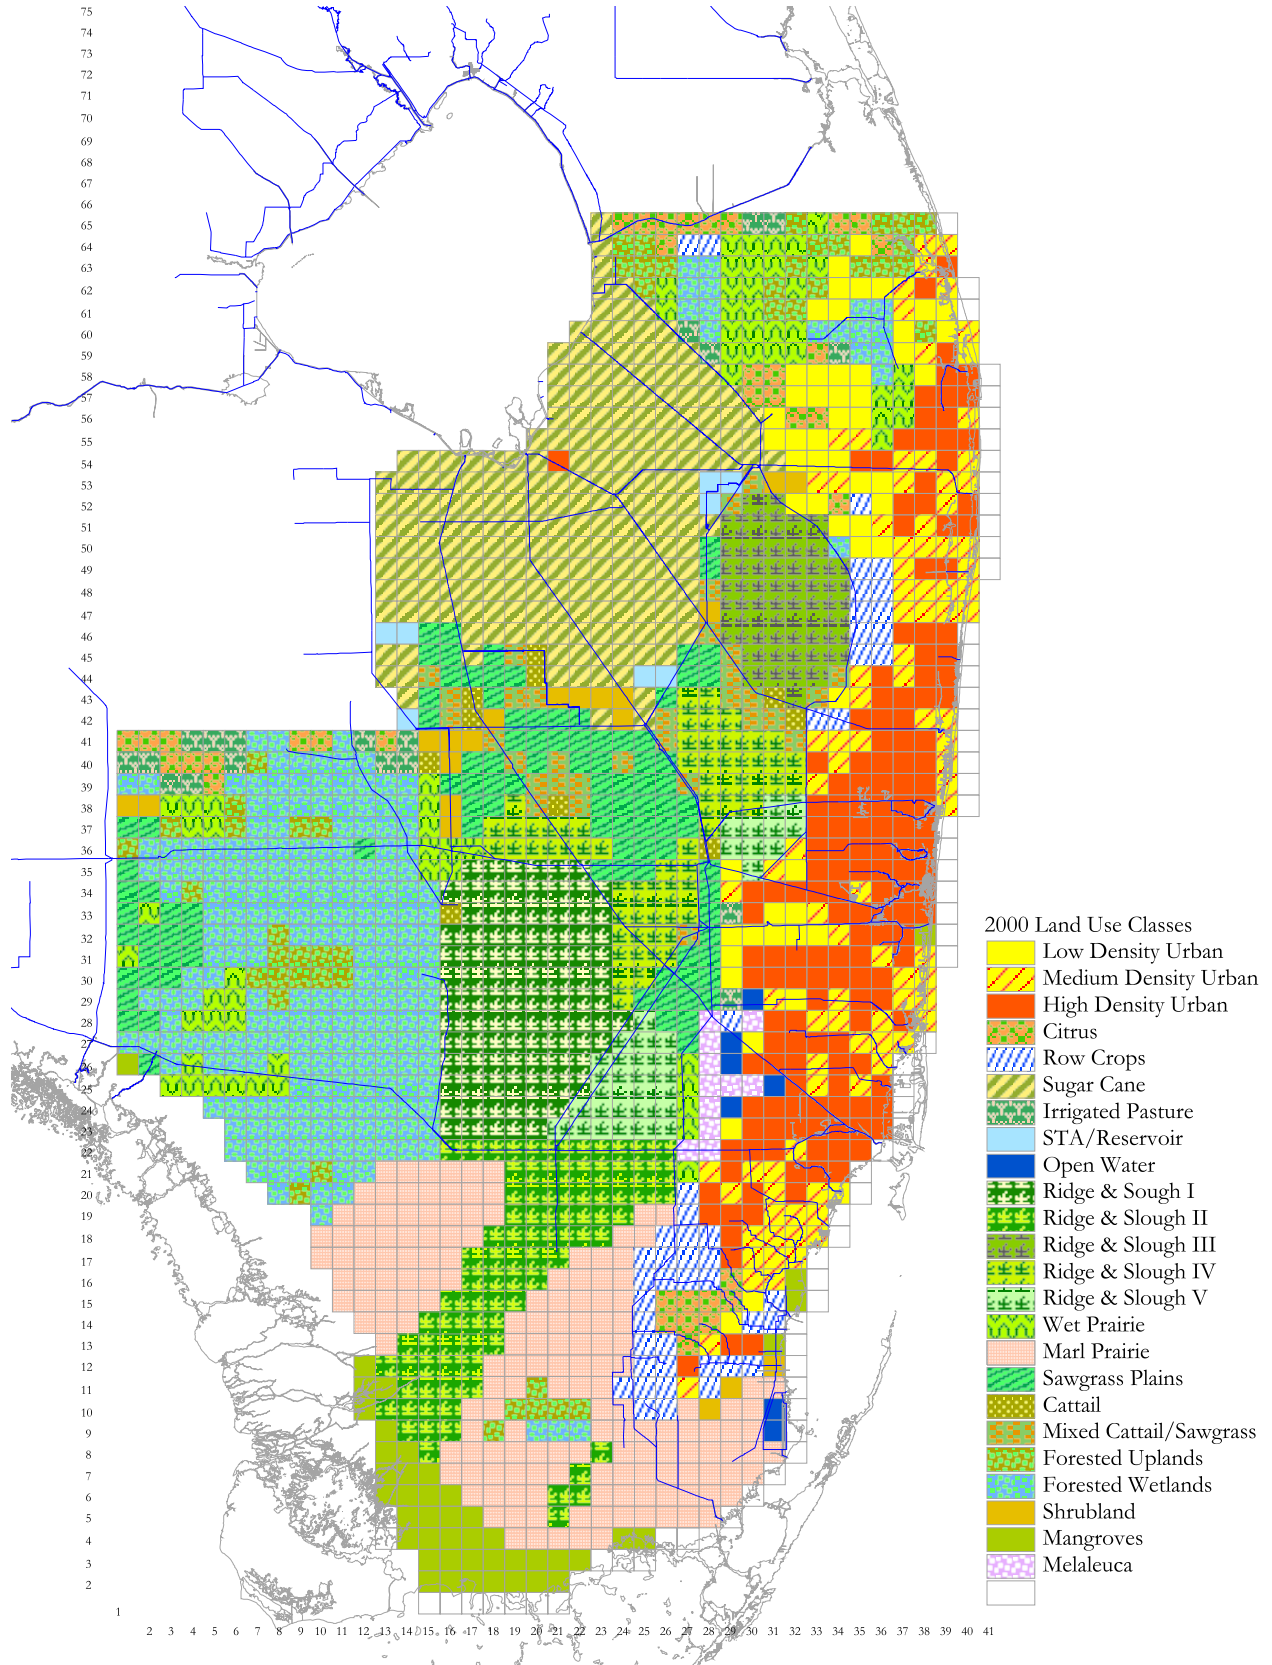 75
74
73
72
71
70
69
68
67
66
65
64
63
62
61
60
59
58
57
56
55
54
53
52
51
50
49
48
47
46
45
44
43
42
41
40
39
38
37
36
35
34
33
32
31
30
29
28
27
26
25
24
23
22
21
20
19
18
17
16
15
14
13
12
11
10
9
8
7
6
5
4
3
2
1
2 3 4 5 6 7 8 9 10 11 12 13 14 15 16 17 18 19 20 21 22 23 24 25 26 27 28 29 30 31 32 33 34 35 36 37 38 39 40 41
2000 Land Use Classes
Low Density Urban
Medium Density Urban
High Density Urban
Citrus
Row Crops
Sugar Cane
Irrigated Pasture
STA/Reservoir
Open Water
Ridge & Sough I
Ridge & Slough II
Ridge & Slough III
Ridge & Slough IV
Ridge & Slough V
Wet Prairie
Marl Prairie
Sawgrass Plains
Cattail
Mixed Cattail/Sawgrass
Forested Uplands
Forested Wetlands
Shrubland
Mangroves
Melaleuca